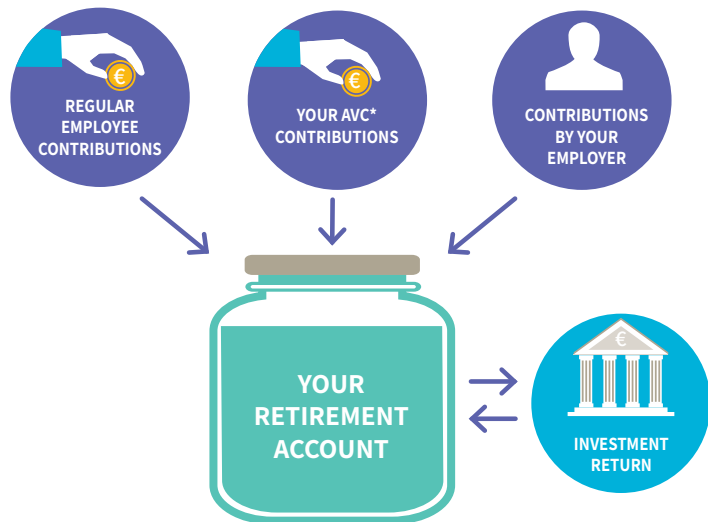 €
REGULAR
EMPLOYEE
CONTRIBUTIONS
€
YOUR AVC*
CONTRIBUTIONS
CONTRIBUTIONS
BY YOUR
EMPLOYER
YOUR
RETIREMENT
ACCOUNT
€
INVESTMENT
RETURN